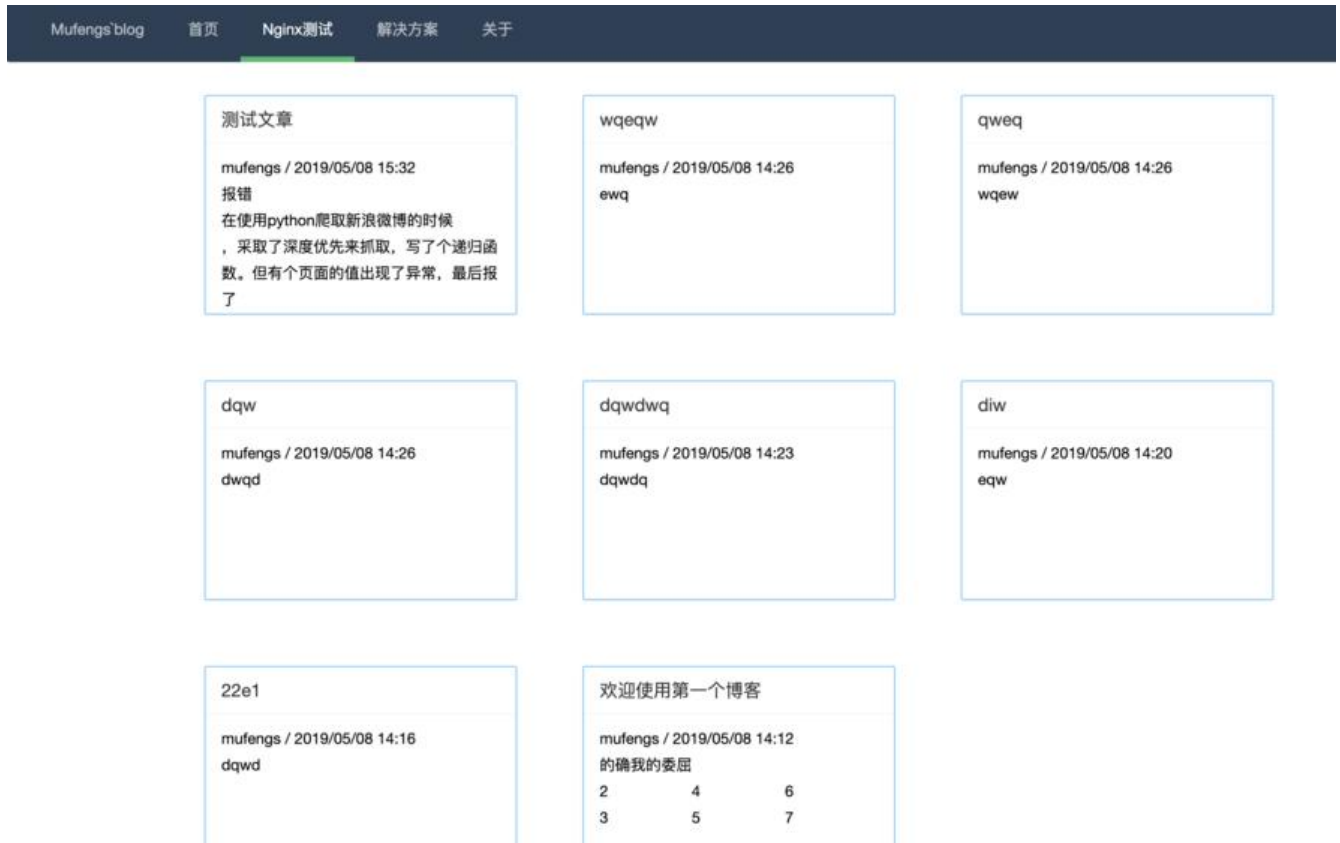 Mufengs`blog 首页 Nginx测试 解决方案 关于
测试文章
mufengs / 2019/05/08 15:32
报错
在使用python爬取新浪微博的时候
，采取了深度优先来抓取，写了个递归函
数。但有个页面的值出现了异常，最后报
了
wqeqw
mufengs / 2019/05/08 14:26
ewq
qweq
mufengs / 2019/05/08 14:26
wqew
dqw
mufengs / 2019/05/08 14:26
dwqd
dqwdwq
mufengs / 2019/05/08 14:23
dqwdq
diw
mufengs / 2019/05/08 14:20
eqw
22e1
mufengs / 2019/05/08 14:16
dqwd
欢迎使用第一个博客
mufengs / 2019/05/08 14:12
的确我的委屈
2 4 6
3 5 7